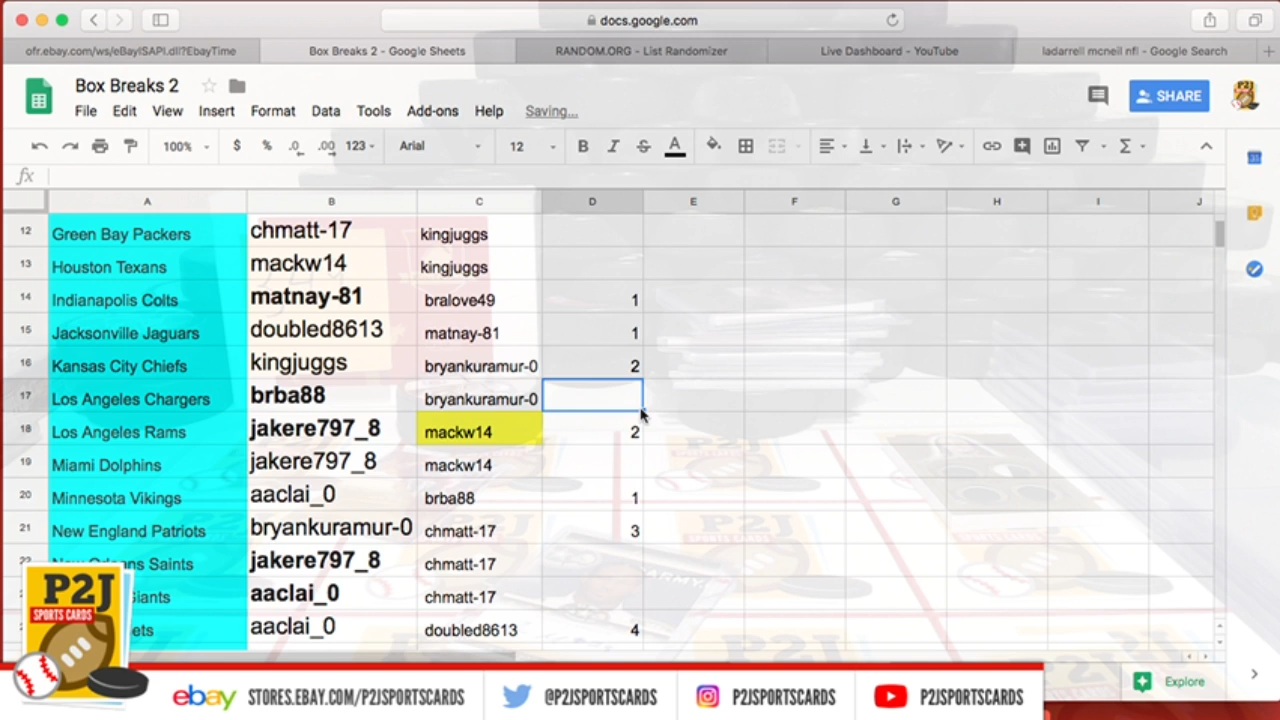 docs.google.com
ofr.ebay.com/ws/eBayISAPI.dll?EbayTime
Box Breaks 2 - Google Sheets
RANDOM.ORG - List Randomizer
Live Dashboard - YouTube
ladarrell mcneil nfl - Google Search
Box Breaks 2
File Edit View Insert Format Data Tools Add-ons Help Saving...
SHARE
100% $ % .0 .00 123 Arial 12 B I S A
fx
A B C D E F G H I J
12 Green Bay Packers chmatt-17 kingjuggs
13 Houston Texans mackw14 kingjuggs
14 Indianapolis Colts matnay-81 bralove49 1
15 Jacksonville Jaguars doubled8613 matnay-81 1
16 Kansas City Chiefs kingjuggs bryankuramur-0 2
17 Los Angeles Chargers brba88 bryankuramur-0
18 Los Angeles Rams jakere797_8 mackw14 2
19 Miami Dolphins jakere797_8 mackw14
20 Minnesota Vikings aaclai_0 brba88 1
21 New England Patriots bryankuramur-0 chmatt-17 3
22 New Orleans Saints jakere797_8 chmatt-17
Giants aaclai_0 chmatt-17
ets aaclai_0 doubled8613 4
P2J
SPORTS CARDS
ebay STORES.EBAY.COM/P2JSPORTSCARDS
@P2JSPORTSCARDS
P2JSPORTSCARDS
P2JSPORTSCARDS
Explore